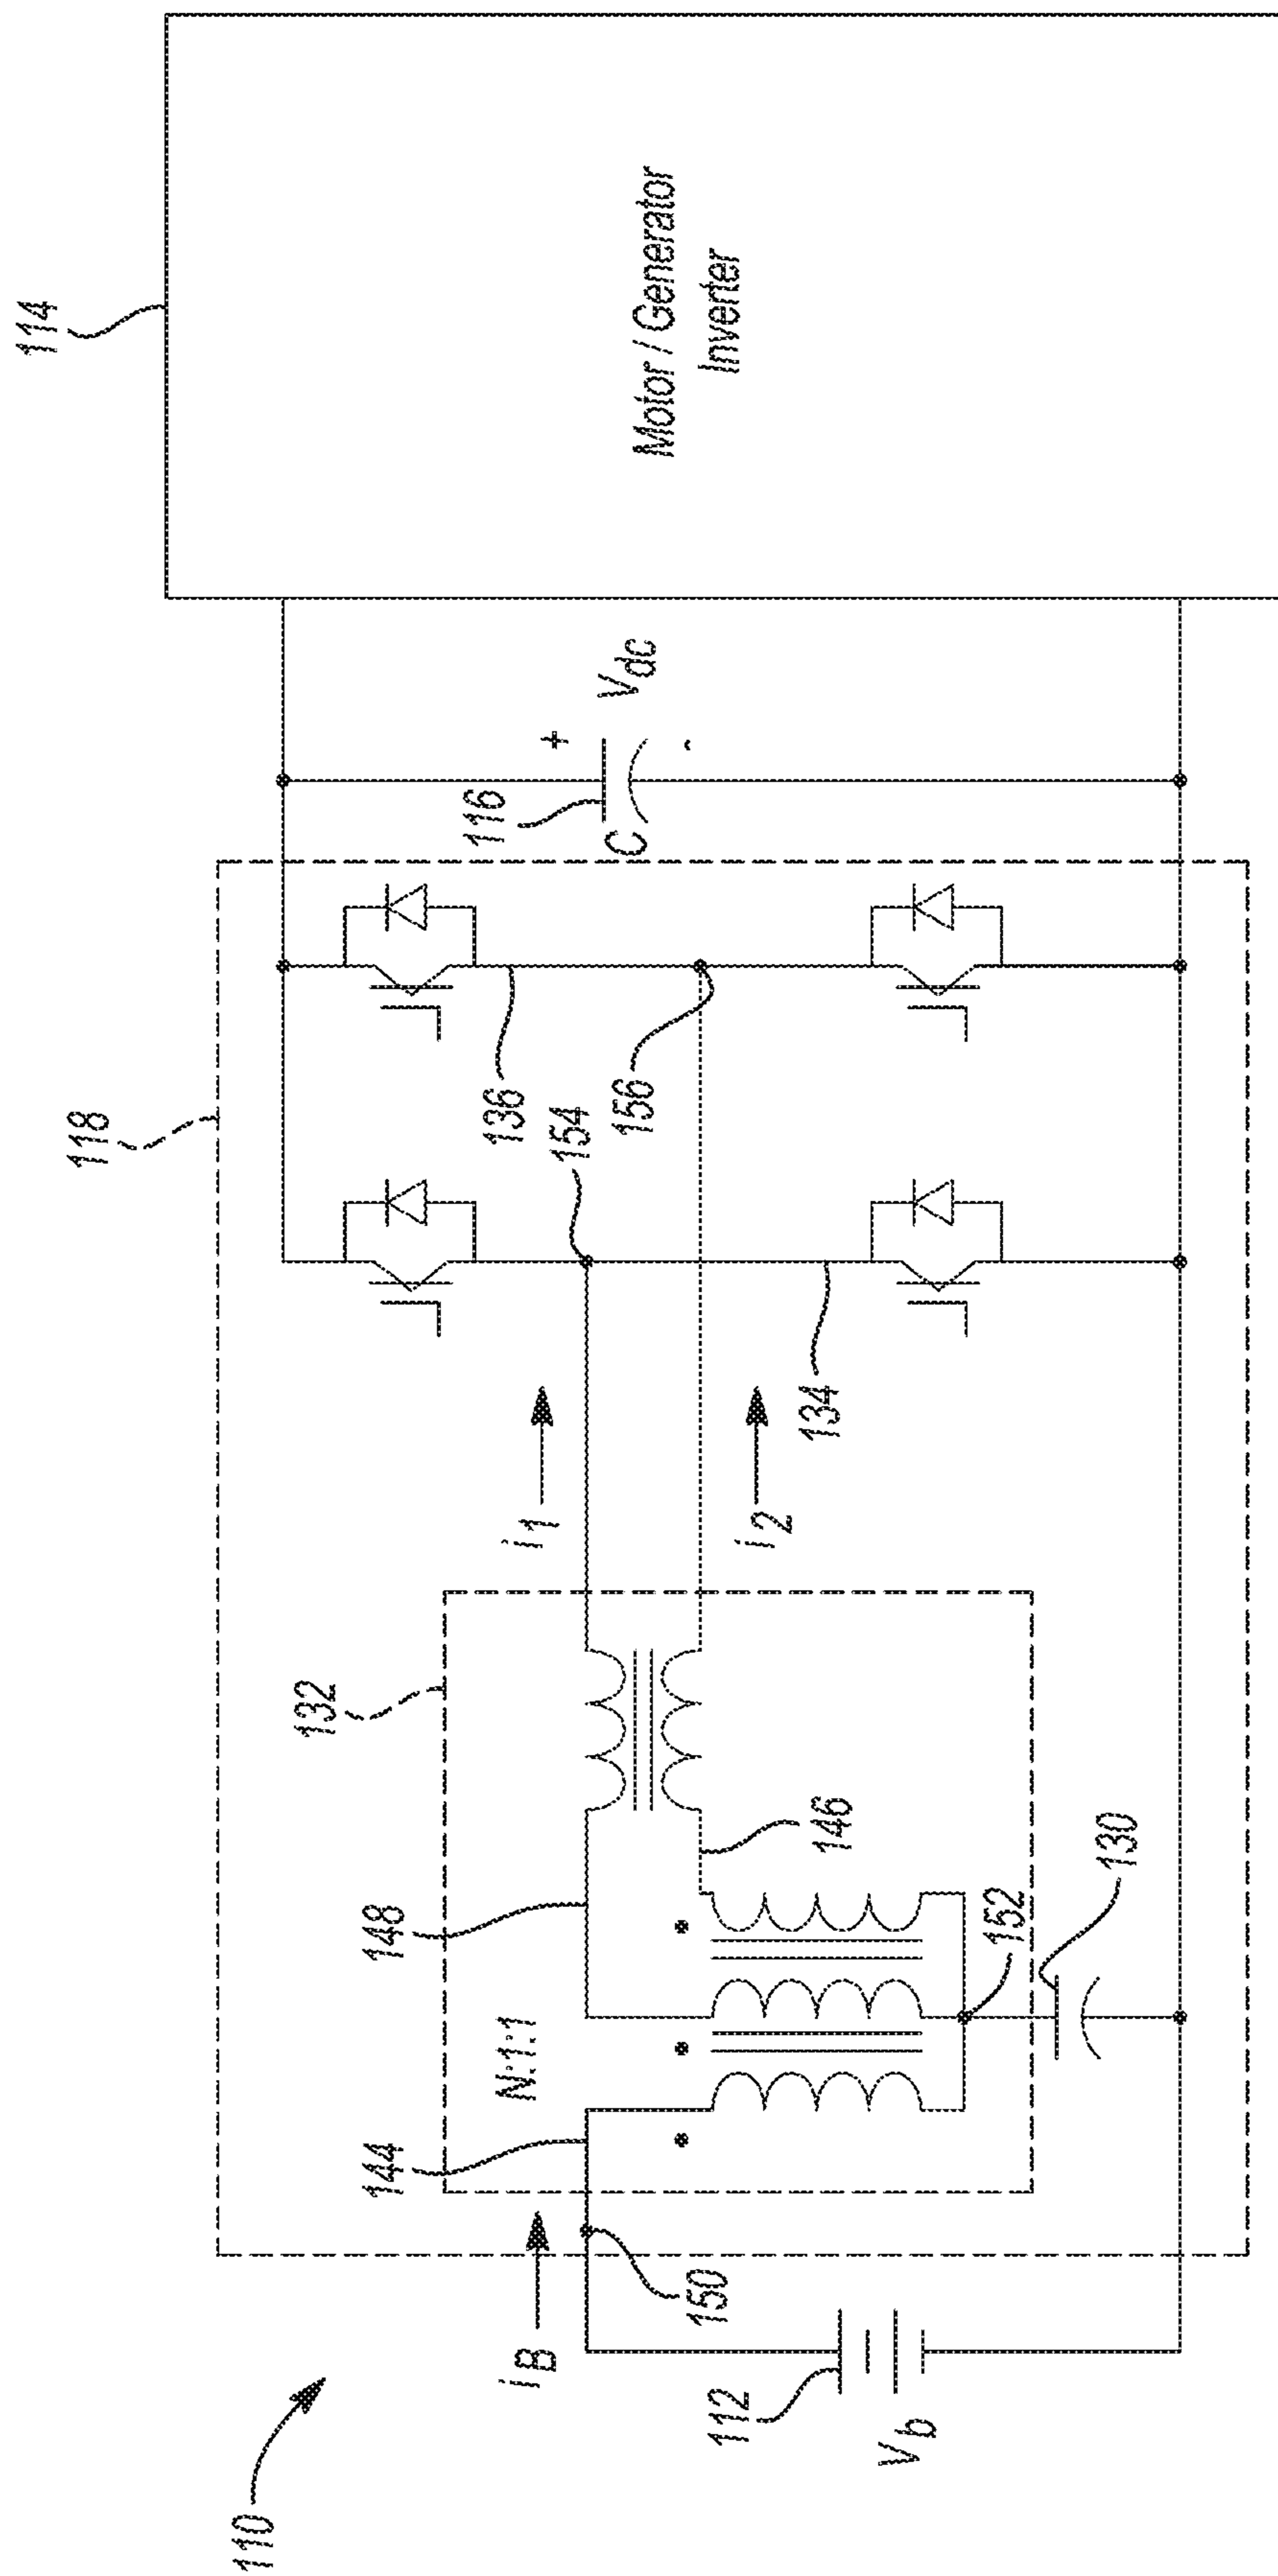 110
112
Vb
iB
150
144
N:1:1
148
146
132
152
130
i1
i2
118
134
154
136
156
116
C
+
Vdc
-
114
Motor / Generator
Inverter